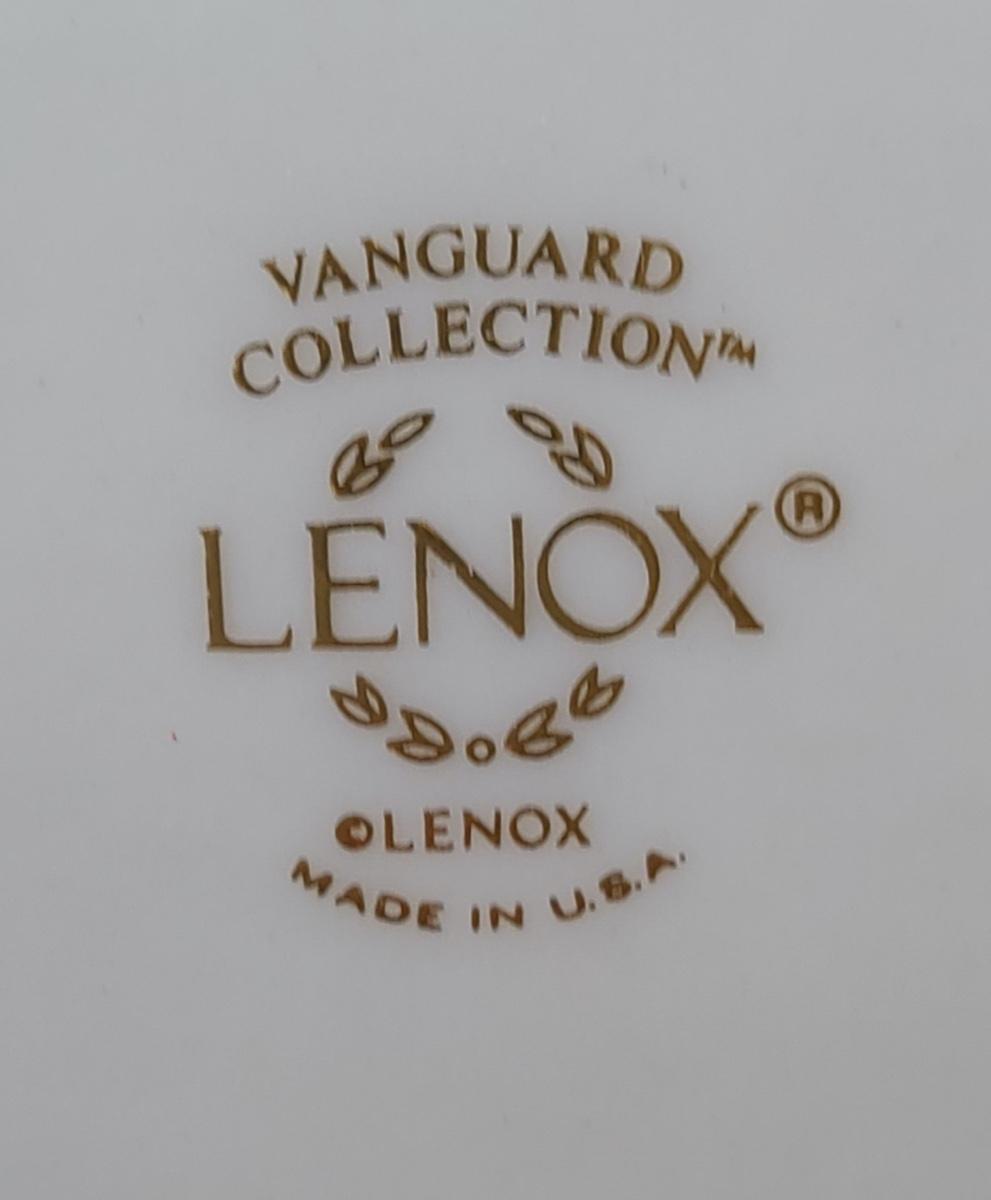 VANGUARD
COLLECTION™
LENOX®
©LENOX
MADE IN U.S.A.